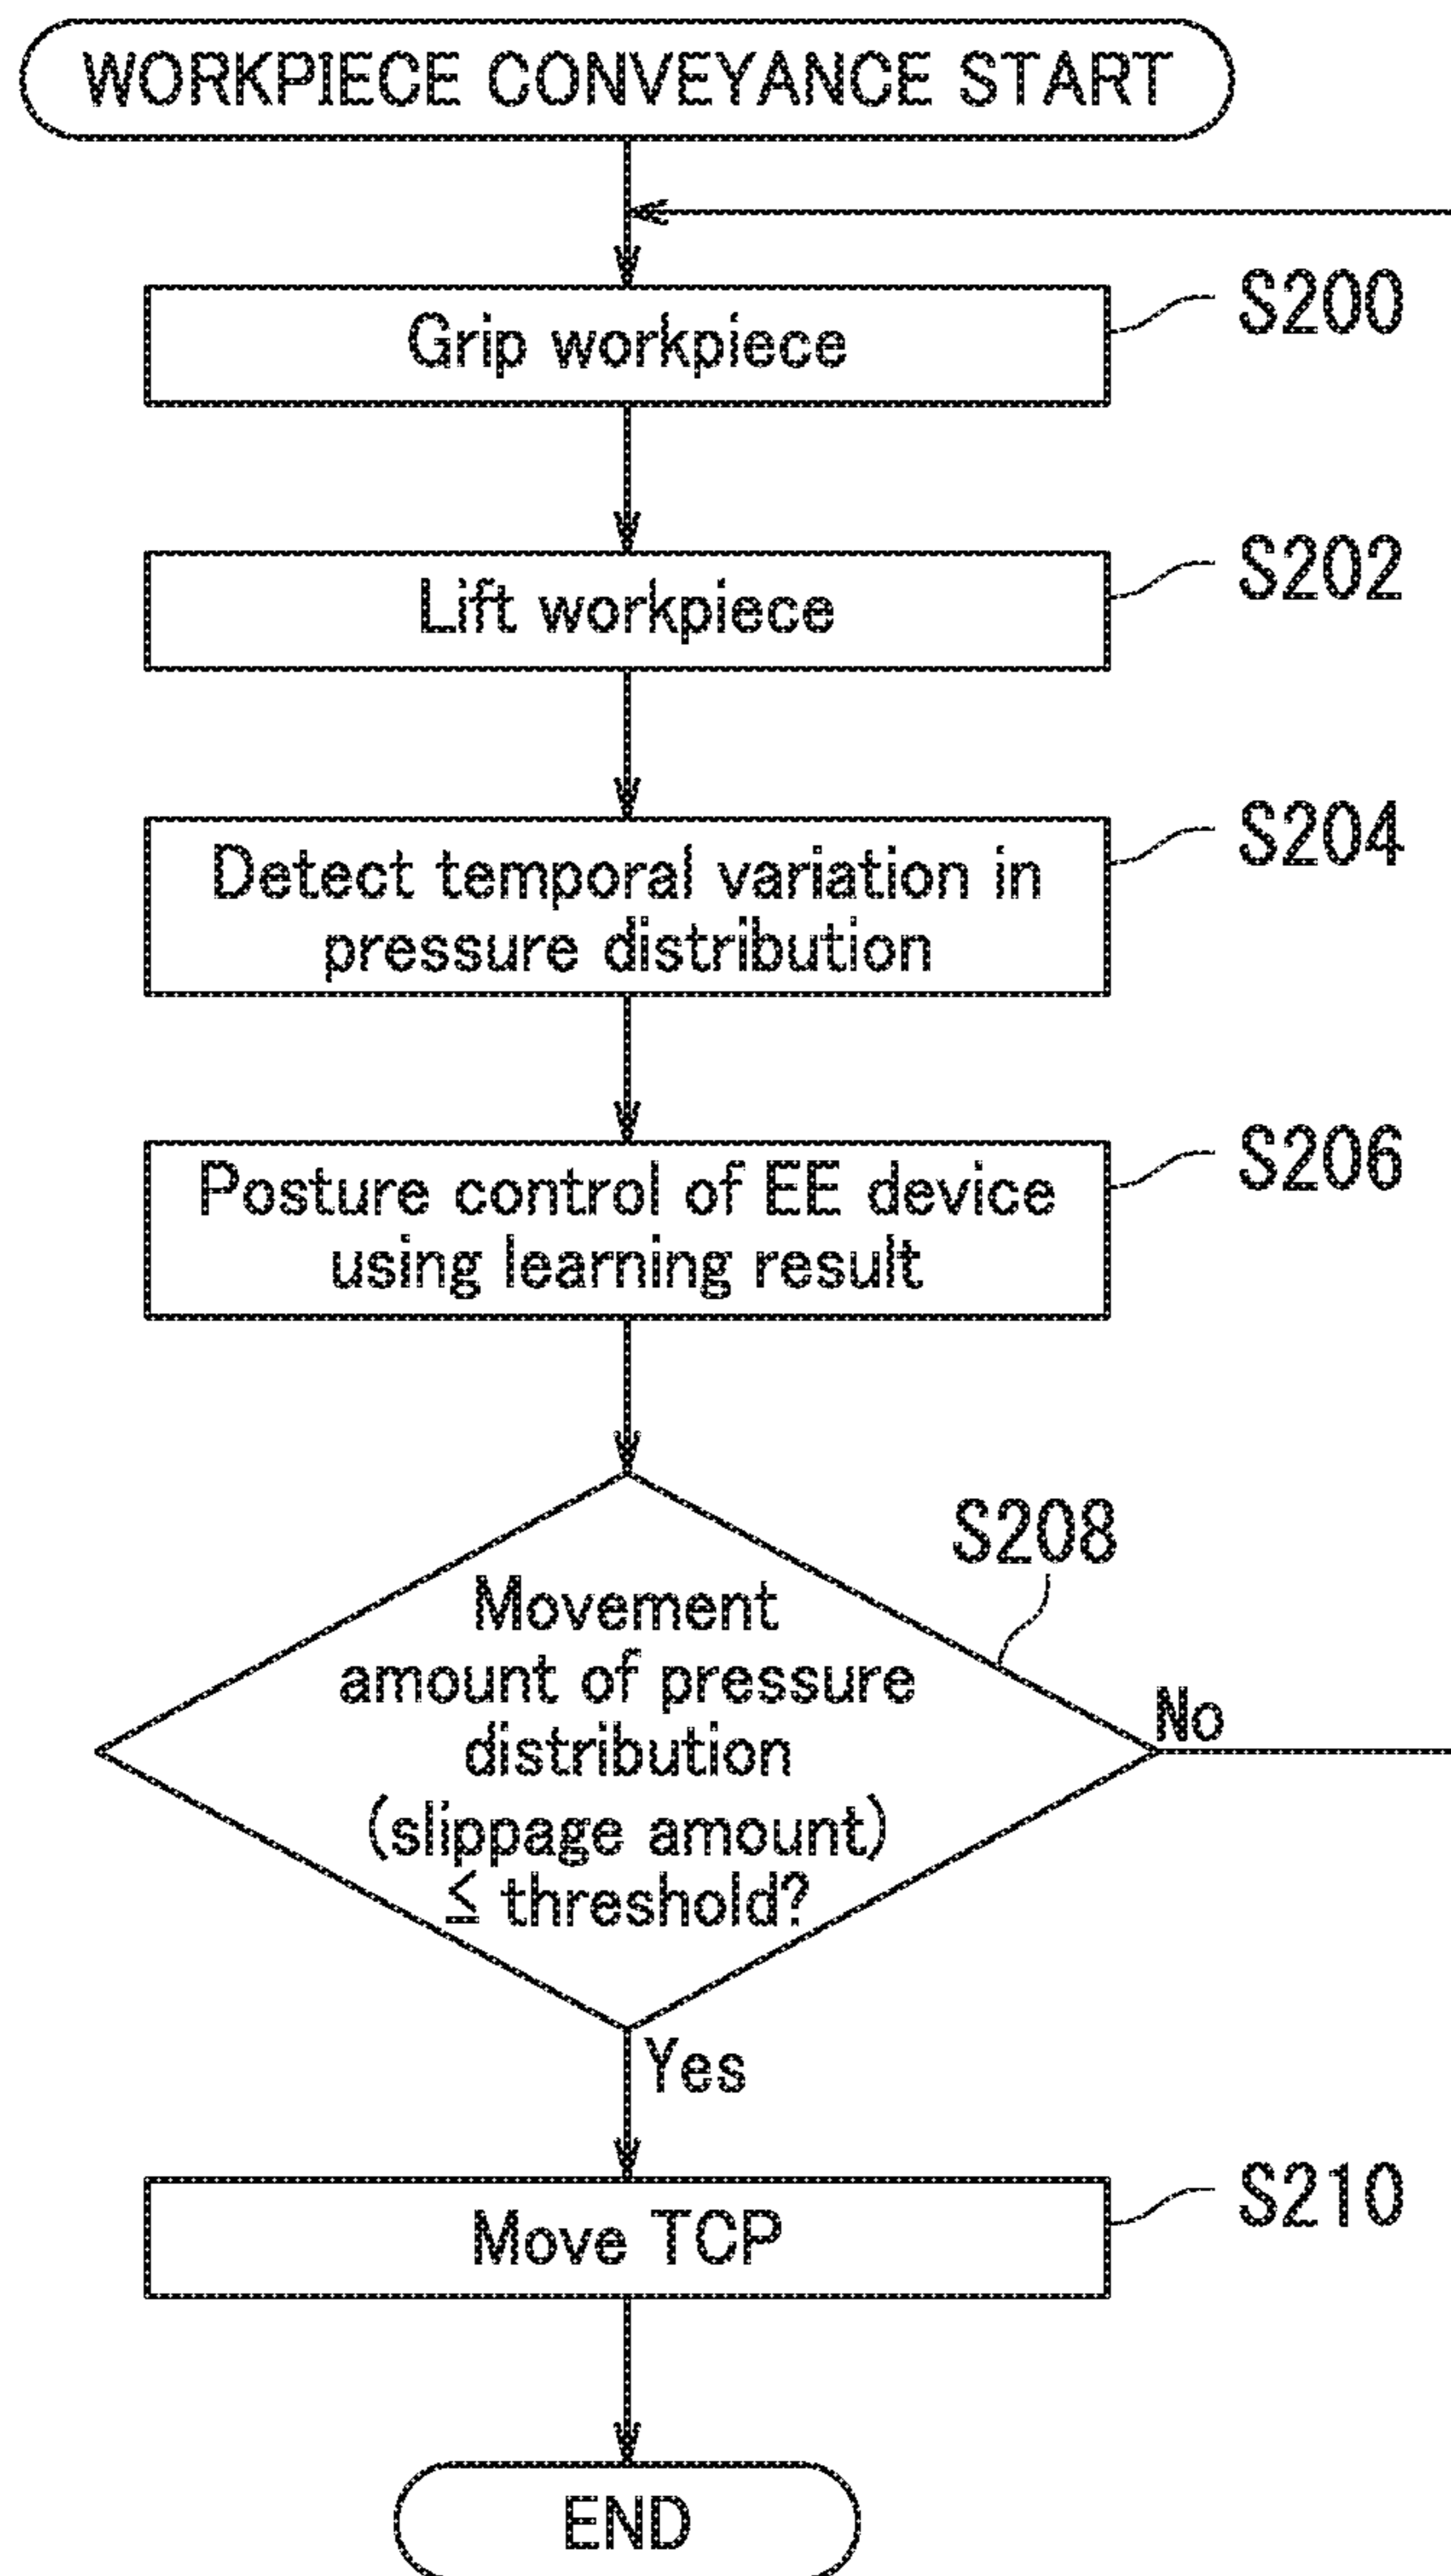 WORKPIECE CONVEYANCE START
Grip workpiece
S200
Lift workpiece
S202
Detect temporal variation in
pressure distribution
S204
Posture control of EE device
using learning result
S206
S208
Movement
amount of pressure
distribution
(slippage amount)
≤ threshold?
No
Yes
Move TCP
S210
END